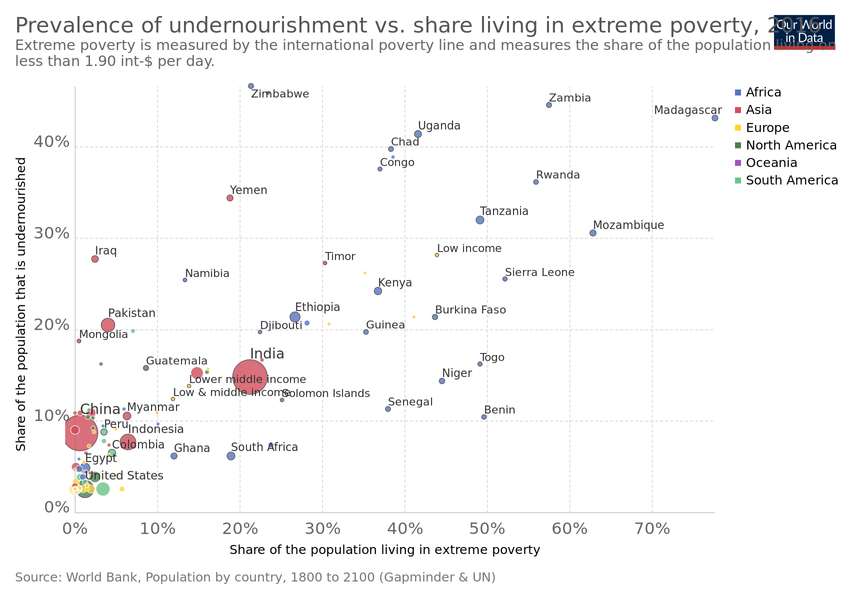 Prevalence of undernourishment vs. share living in extreme poverty, 2016
Our World
in Data
Extreme poverty is measured by the international poverty line and measures the share of the population living on
less than 1.90 int-$ per day.
Zimbabwe
Zambia
Madagascar
Africa
Asia
Europe
North America
Oceania
South America
Uganda
40%
Chad
Congo
Rwanda
Yemen
Tanzania
Mozambique
30%
Iraq
Timor
Low income
Namibia
Sierra Leone
Kenya
Pakistan
Ethiopia
Burkina Faso
20%
Mongolia
Djibouti
Guinea
Guatemala
India
Togo
Lower middle income
Niger
Low & middle income
Solomon Islands
China
Myanmar
Senegal
Benin
10%
Peru
Indonesia
Colombia
Ghana
South Africa
Egypt
United States
0%
0%
10%
20%
30%
40%
50%
60%
70%
Share of the population that is undernourished
Share of the population living in extreme poverty
Source: World Bank, Population by country, 1800 to 2100 (Gapminder & UN)